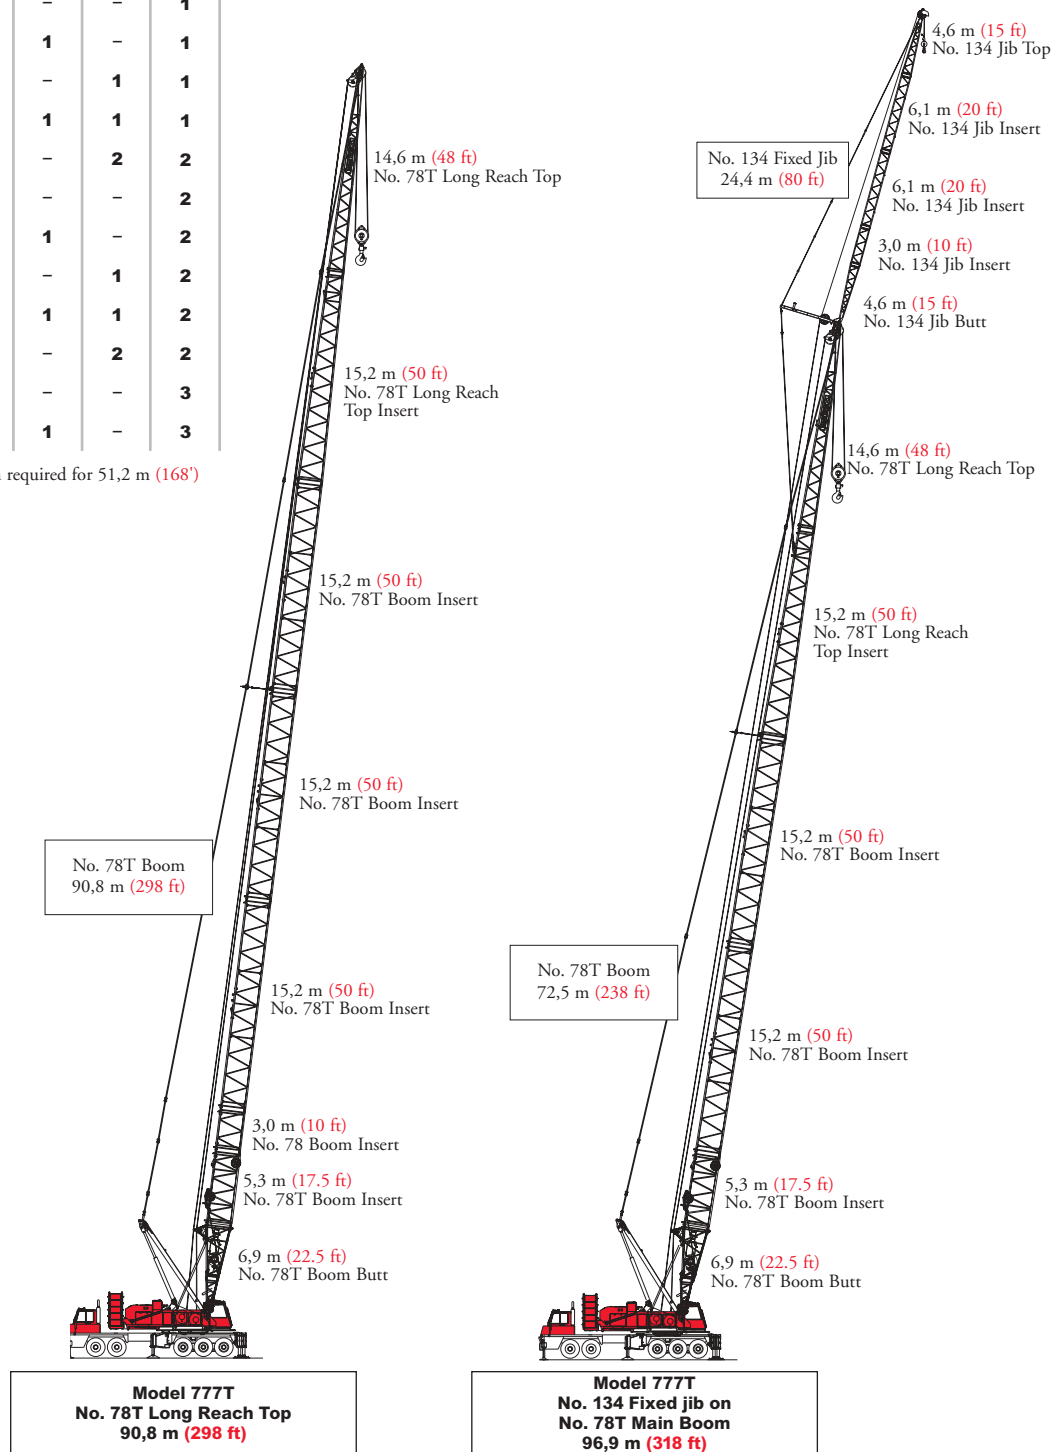 – – 1
1 – 1
– 1 1
1 1 1
– 2 2
– – 2
1 – 2
– 1 2
1 1 2
– 2 2
– – 3
1 – 3
required for 51,2 m (168')
14,6 m (48 ft)
No. 78T Long Reach Top
15,2 m (50 ft)
No. 78T Long Reach
Top Insert
15,2 m (50 ft)
No. 78T Boom Insert
15,2 m (50 ft)
No. 78T Boom Insert
No. 78T Boom
90,8 m (298 ft)
15,2 m (50 ft)
No. 78T Boom Insert
3,0 m (10 ft)
No. 78 Boom Insert
5,3 m (17.5 ft)
No. 78T Boom Insert
6,9 m (22.5 ft)
No. 78T Boom Butt
Model 777T
No. 78T Long Reach Top
90,8 m (298 ft)
4,6 m (15 ft)
No. 134 Jib Top
6,1 m (20 ft)
No. 134 Jib Insert
No. 134 Fixed Jib
24,4 m (80 ft)
6,1 m (20 ft)
No. 134 Jib Insert
3,0 m (10 ft)
No. 134 Jib Insert
4,6 m (15 ft)
No. 134 Jib Butt
14,6 m (48 ft)
No. 78T Long Reach Top
15,2 m (50 ft)
No. 78T Long Reach
Top Insert
15,2 m (50 ft)
No. 78T Boom Insert
No. 78T Boom
72,5 m (238 ft)
15,2 m (50 ft)
No. 78T Boom Insert
5,3 m (17.5 ft)
No. 78T Boom Insert
6,9 m (22.5 ft)
No. 78T Boom Butt
Model 777T
No. 134 Fixed jib on
No. 78T Main Boom
96,9 m (318 ft)